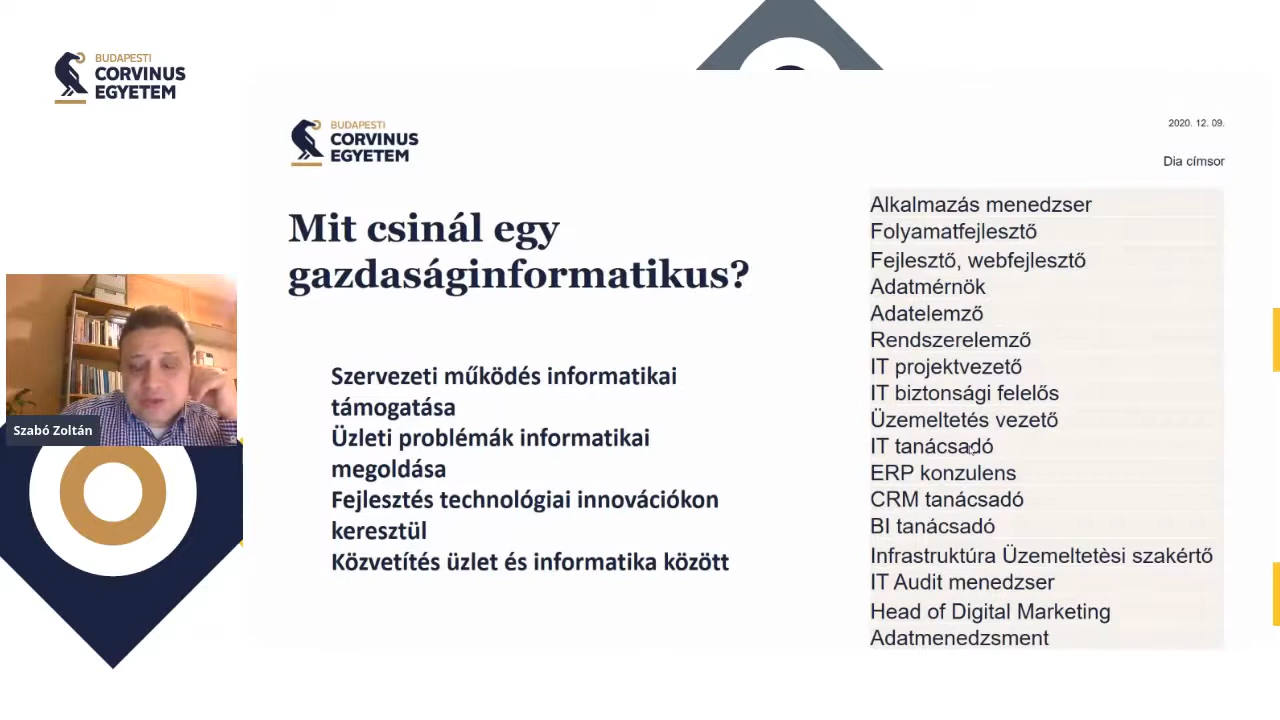 BUDAPESTI
CORVINUS
EGYETEM
BUDAPESTI
CORVINUS
EGYETEM
2020. 12. 09.
Dia címsor
Mit csinál egy
gazdaságinformatikus?
Szervezeti működés informatikai
támogatása
Üzleti problémák informatikai
megoldása
Fejlesztés technológiai innovációkon
keresztül
Közvetítés üzlet és informatika között
Alkalmazás menedzser
Folyamatfejlesztő
Fejlesztő, webfejlesztő
Adatmérnök
Adatelemző
Rendszerelemző
IT projektvezető
IT biztonsági felelős
Üzemeltetés vezető
IT tanácsadó
ERP konzulens
CRM tanácsadó
BI tanácsadó
Infrastruktúra Üzemeltetèsi szakértő
IT Audit menedzser
Head of Digital Marketing
Adatmenedzsment
Szabó Zoltán